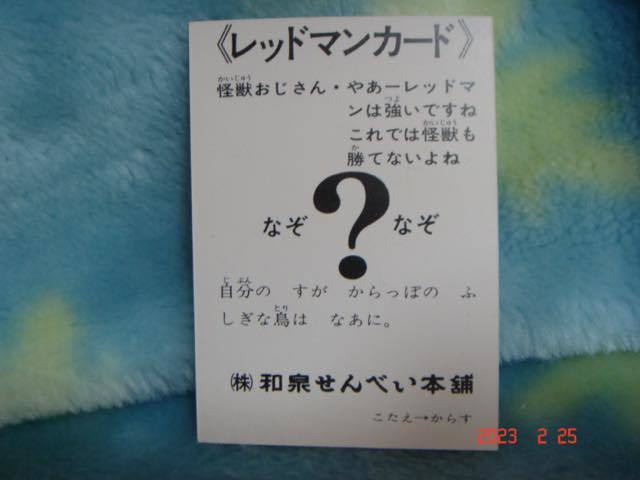 《レッドマンカード》
怪獣おじさん・やあーレッドマ
ンは強いですね
これでは怪獣も
勝てないよね
なぞ ? なぞ
自分の すが からっぽの ふ
しぎな鳥は なあに。
㈱ 和泉せんべい本舗
こたえ→からす
2023 2 25